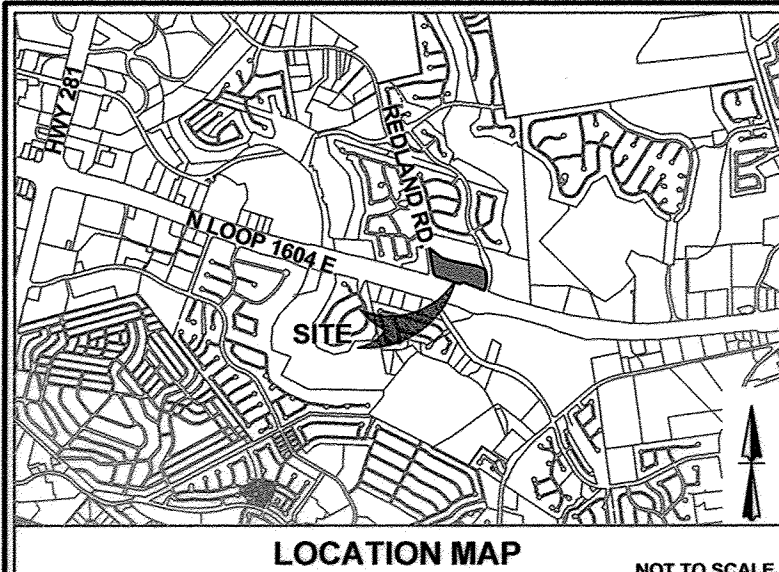 HWY 281
REDLAND RD.
N LOOP 1604 E
SITE
LOCATION MAP
NOT TO SCALE